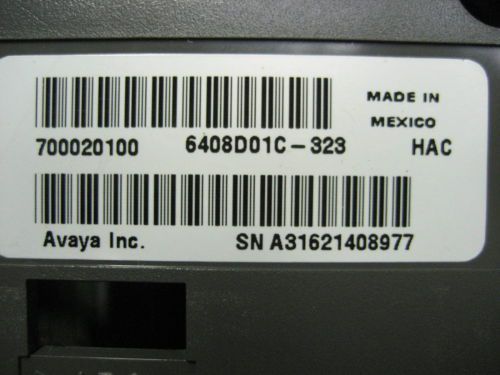 MADE IN
MEXICO
700020100 6408D01C-323 HAC
Avaya Inc. SN A31621408977